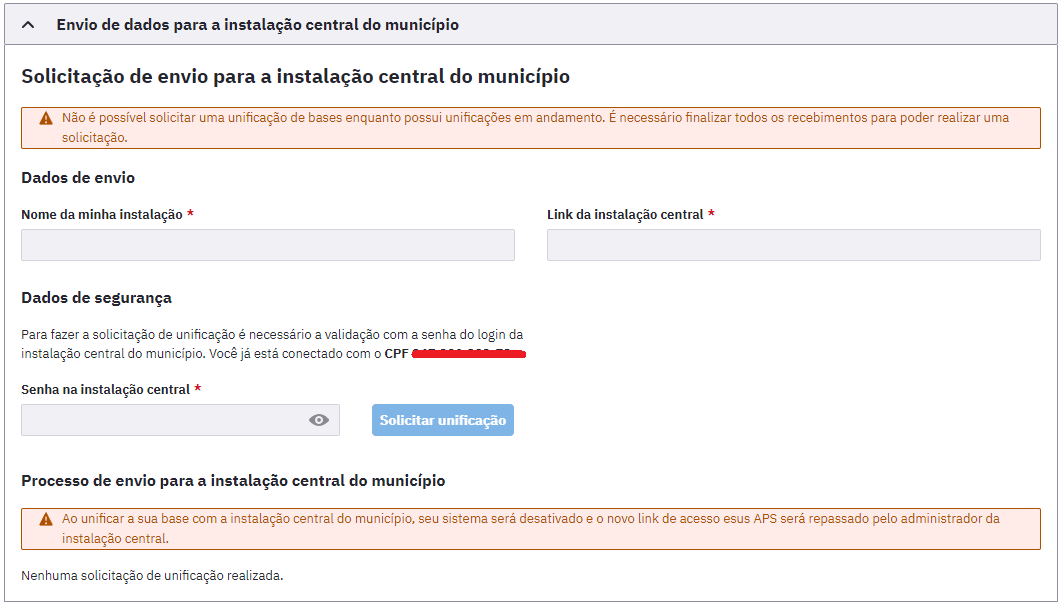 Envio de dados para a instalação central do município
Solicitação de envio para a instalação central do município
Não é possível solicitar uma unificação de bases enquanto possui unificações em andamento. É necessário finalizar todos os recebimentos para poder realizar uma
solicitação.
Dados de envio
Nome da minha instalação *
Link da instalação central *
Dados de segurança
Para fazer a solicitação de unificação é necessário a validação com a senha do login da
instalação central do município. Você já está conectado com o CPF
Senha na instalação central *
Solicitar unificação
Processo de envio para a instalação central do município
Ao unificar a sua base com a instalação central do município, seu sistema será desativado e o novo link de acesso esus APS será repassado pelo administrador da
instalação central.
Nenhuma solicitação de unificação realizada.